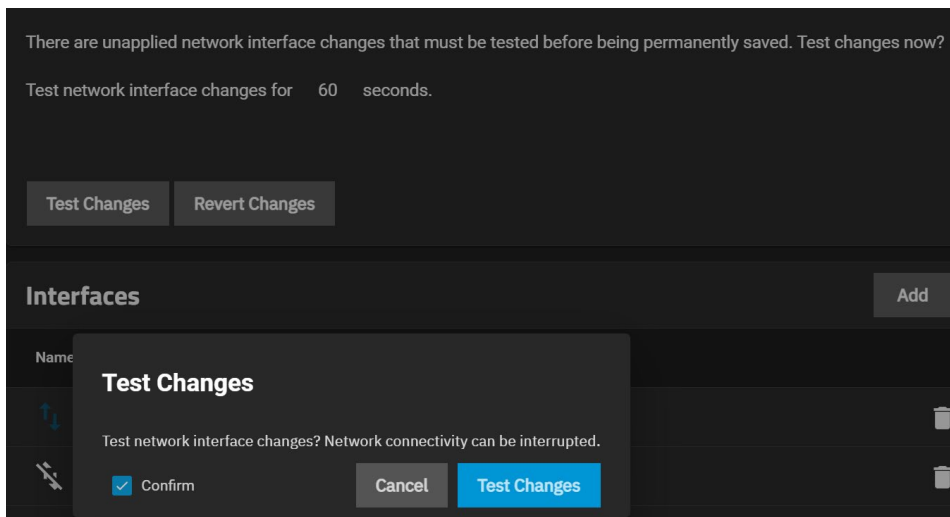 There are unapplied network interface changes that must be tested before being permanently saved. Test changes now?
Test network interface changes for 60 seconds.
Test Changes Revert Changes
Interfaces Add
Name
Test Changes
Test network interface changes? Network connectivity can be interrupted.
Confirm Cancel Test Changes